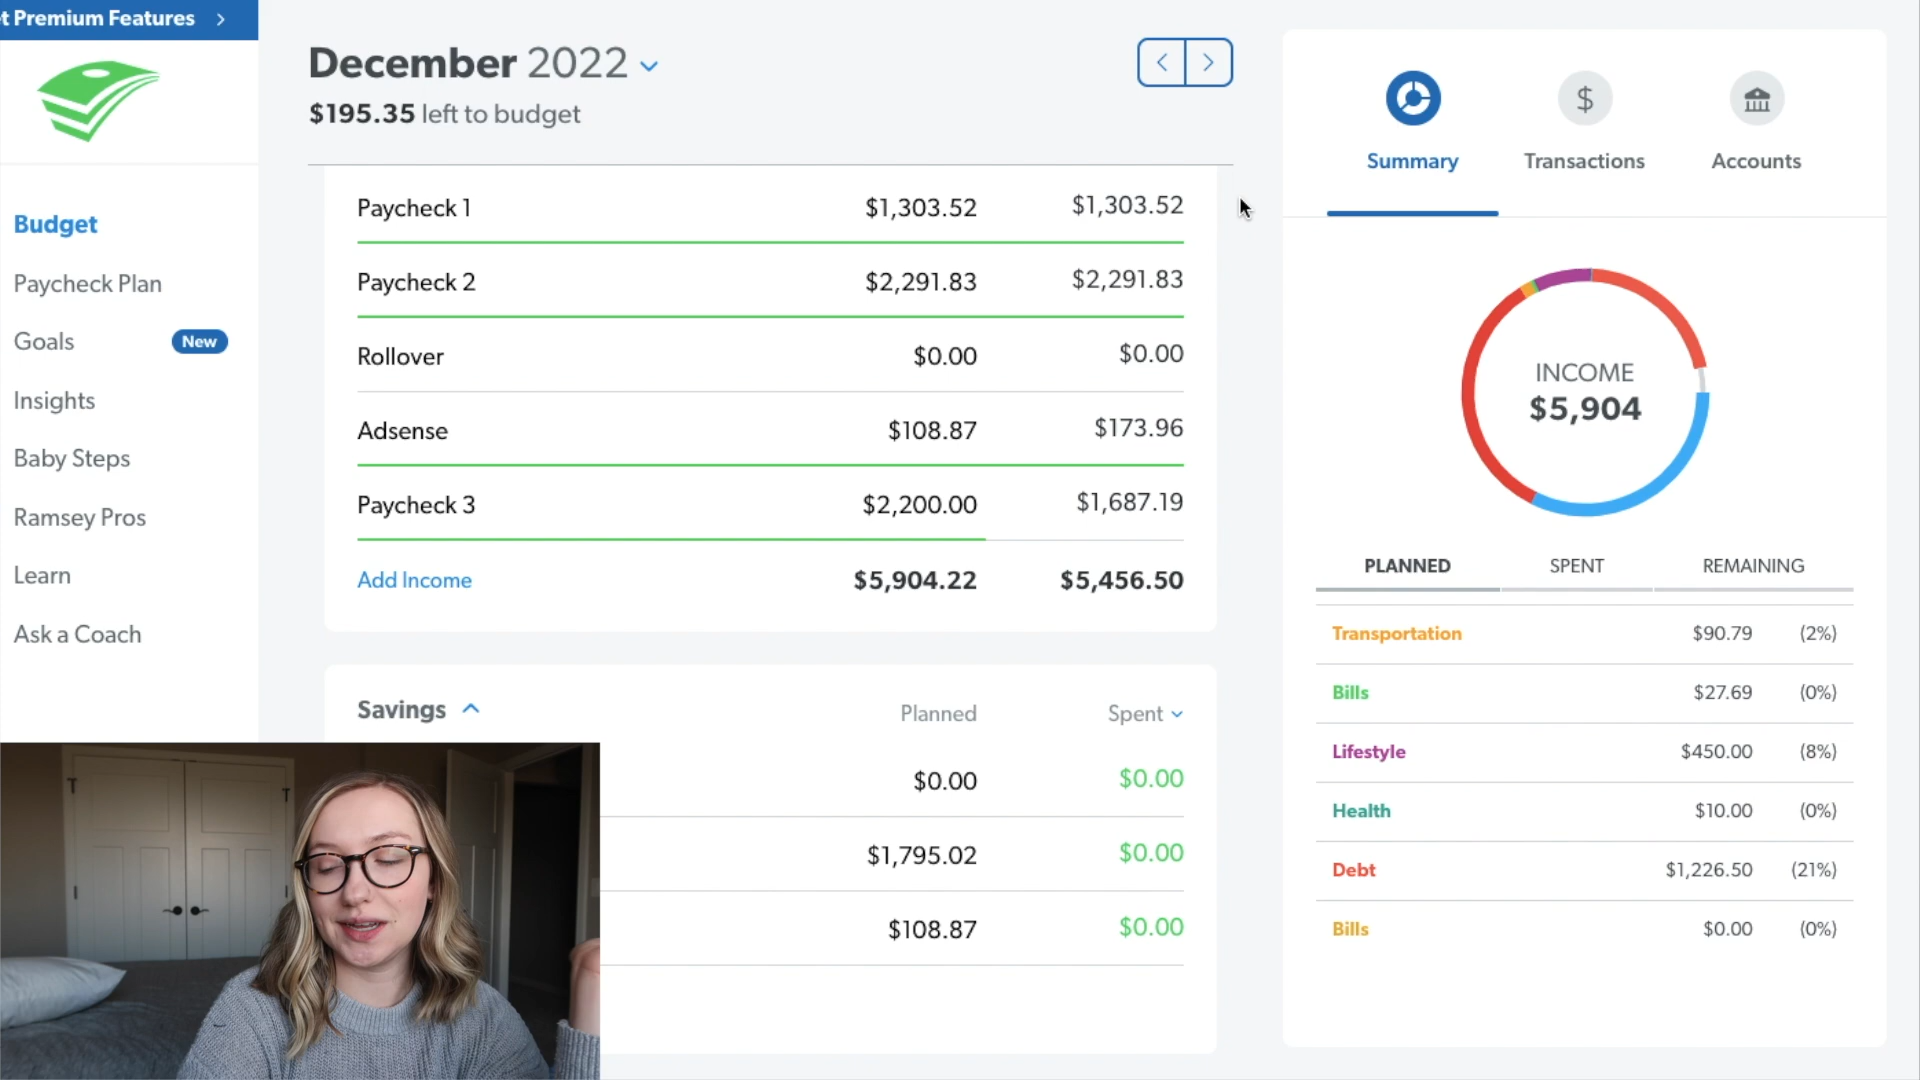 t Premium Features
Budget
Paycheck Plan
Goals New
Insights
Baby Steps
Ramsey Pros
Learn
Ask a Coach
December 2022
$195.35 left to budget
Paycheck 1 $1,303.52 $1,303.52
Paycheck 2 $2,291.83 $2,291.83
Rollover $0.00 $0.00
Adsense $108.87 $173.96
Paycheck 3 $2,200.00 $1,687.19
Add Income $5,904.22 $5,456.50
Savings Planned Spent
$0.00 $0.00
$1,795.02 $0.00
$108.87 $0.00
$
Summary Transactions Accounts
INCOME
$5,904
PLANNED SPENT REMAINING
Transportation $90.79 (2%)
Bills $27.69 (0%)
Lifestyle $450.00 (8%)
Health $10.00 (0%)
Debt $1,226.50 (21%)
Bills $0.00 (0%)